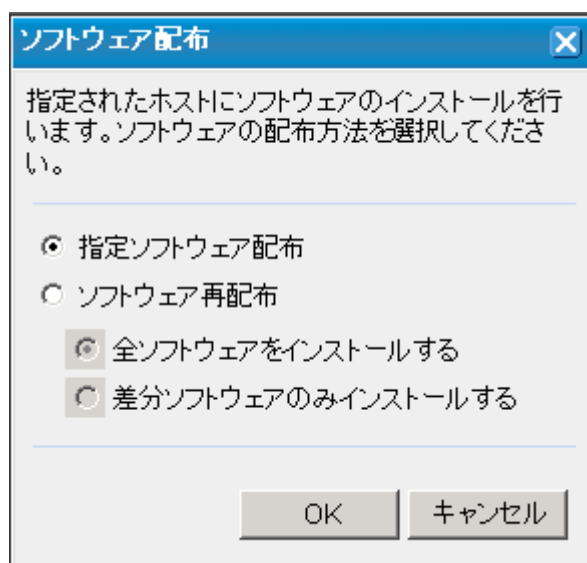 ソフトウェア配布
指定されたホストにソフトウェアのインストールを行
います。ソフトウェアの配布方法を選択してくださ
い。
指定ソフトウェア配布
ソフトウェア再配布
全ソフトウェアをインストールする
差分ソフトウェアのみインストールする
OK キャンセル